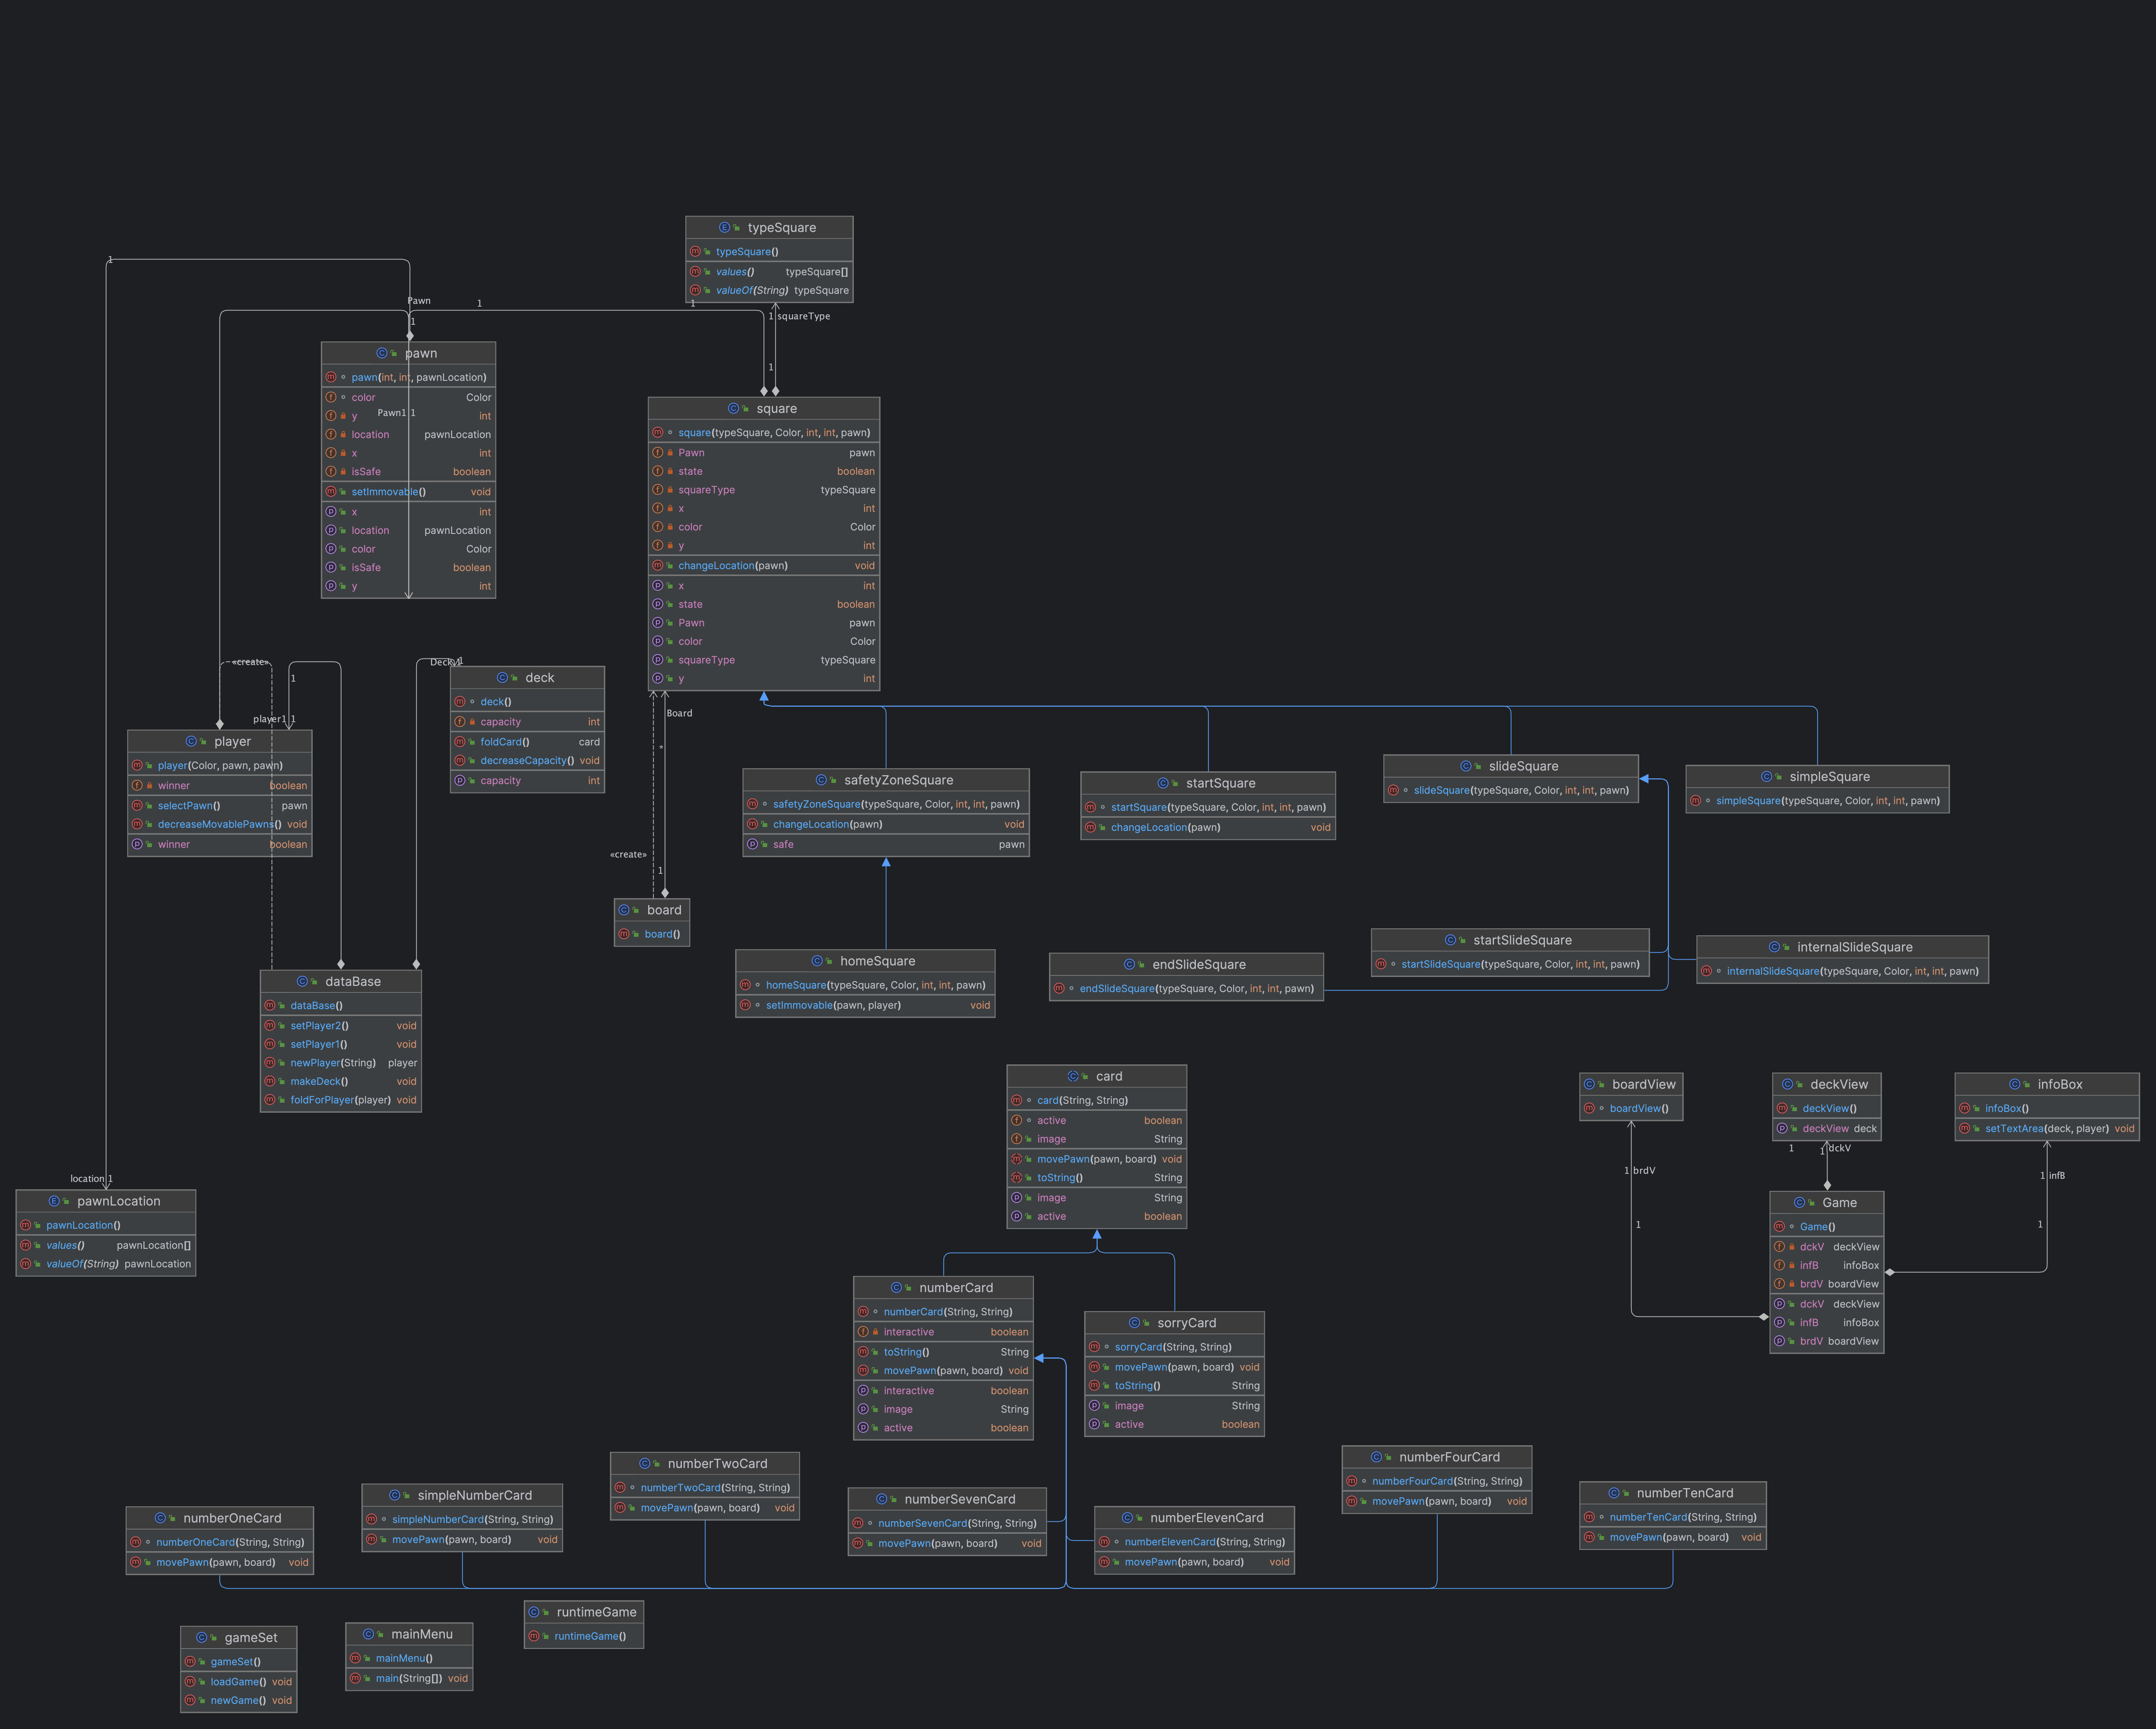 typeSquare
typeSquare()
values() typeSquare[]
valueOf(String) typeSquare
1
1
1
Pawn
1
1 squareType
1
pawn
pawn(int, int, pawnLocation)
color Color
y int
Pawn1 1
location pawnLocation
x int
isSafe boolean
setImmovable() void
x int
location pawnLocation
color Color
isSafe boolean
y int
square
square(typeSquare, Color, int, int, pawn)
Pawn pawn
state boolean
squareType typeSquare
x int
color Color
y int
changeLocation(pawn) void
x int
state boolean
Pawn pawn
color Color
squareType typeSquare
y int
«create»
1
player1 1
player
player(Color, pawn, pawn)
winner boolean
selectPawn() pawn
decreaseMovablePawns() void
winner boolean
1
deck
deck()
capacity int
foldCard() card
decreaseCapacity() void
capacity int
Board
*
«create»
1
board
board()
safetyZoneSquare
safetyZoneSquare(typeSquare, Color, int, int, pawn)
changeLocation(pawn) void
safe pawn
startSquare
startSquare(typeSquare, Color, int, int, pawn)
changeLocation(pawn) void
slideSquare
slideSquare(typeSquare, Color, int, int, pawn)
simpleSquare
simpleSquare(typeSquare, Color, int, int, pawn)
homeSquare
homeSquare(typeSquare, Color, int, int, pawn)
setImmovable(pawn, player) void
endSlideSquare
endSlideSquare(typeSquare, Color, int, int, pawn)
startSlideSquare
startSlideSquare(typeSquare, Color, int, int, pawn)
internalSlideSquare
internalSlideSquare(typeSquare, Color, int, int, pawn)
dataBase
dataBase()
setPlayer2() void
setPlayer1() void
newPlayer(String) player
makeDeck() void
foldForPlayer(player) void
location 1
pawnLocation
pawnLocation()
values() pawnLocation[]
valueOf(String) pawnLocation
card
card(String, String)
active boolean
image String
movePawn(pawn, board) void
toString() String
image String
active boolean
boardView
boardView()
deckView
deckView()
deckView deck
infoBox
infoBox()
setTextArea(deck, player) void
1 brdV
1
1 dckV
1 infB
1
1
Game
Game()
dckV deckView
infB infoBox
brdV boardView
dckV deckView
infB infoBox
brdV boardView
numberCard
numberCard(String, String)
interactive boolean
toString() String
movePawn(pawn, board) void
interactive boolean
image String
active boolean
sorryCard
sorryCard(String, String)
movePawn(pawn, board) void
toString() String
image String
active boolean
numberOneCard
numberOneCard(String, String)
movePawn(pawn, board) void
simpleNumberCard
simpleNumberCard(String, String)
movePawn(pawn, board) void
numberTwoCard
numberTwoCard(String, String)
movePawn(pawn, board) void
numberSevenCard
numberSevenCard(String, String)
movePawn(pawn, board) void
numberElevenCard
numberElevenCard(String, String)
movePawn(pawn, board) void
numberFourCard
numberFourCard(String, String)
movePawn(pawn, board) void
numberTenCard
numberTenCard(String, String)
movePawn(pawn, board) void
gameSet
gameSet()
loadGame() void
newGame() void
mainMenu
mainMenu()
main(String[]) void
runtimeGame
runtimeGame()